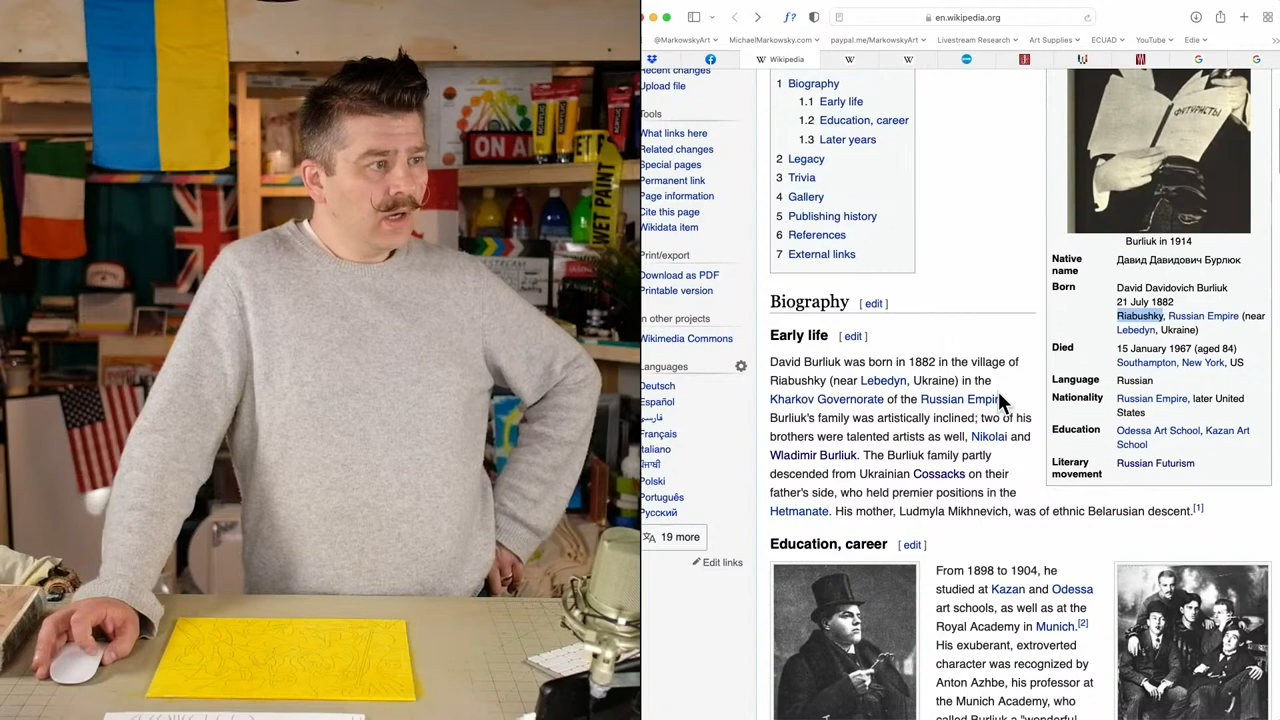 ON A
WET PAINT
ACRYLIC
ACRYLIC
en.wikipedia.org
@MarkowskyArt
MichaelMarkowsky.com
paypal.me/MarkowskyArt
Livestream Research
Art Supplies
ECUAD
YouTube
Edie
Wikipedia
Recent changes
Upload file
Tools
What links here
Related changes
Special pages
Permanent link
Page information
Cite this page
Wikidata item
Print/export
Download as PDF
Printable version
In other projects
Wikimedia Commons
Languages
Deutsch
Español
فارسی
Français
Italiano
ਪੰਜਾਬੀ
Polski
Português
Русский
19 more
Edit links
1 Biography
1.1 Early life
1.2 Education, career
1.3 Later years
2 Legacy
3 Trivia
4 Gallery
5 Publishing history
6 References
7 External links
Biography [ edit ]
Early life [ edit ]
David Burliuk was born in 1882 in the village of
Riabushky (near Lebedyn, Ukraine) in the
Kharkov Governorate of the Russian Empire
Burliuk's family was artistically inclined; two of his
brothers were talented artists as well, Nikolai and
Wladimir Burliuk. The Burliuk family partly
descended from Ukrainian Cossacks on their
father's side, who held premier positions in the
Hetmanate. His mother, Ludmyla Mikhnevich, was of ethnic Belarusian descent.[1]
Education, career [ edit ]
From 1898 to 1904, he
studied at Kazan and Odessa
art schools, as well as at the
Royal Academy in Munich.[2]
His exuberant, extroverted
character was recognized by
Anton Azhbe, his professor at
the Munich Academy, who
called Burliuk a "wonderful
ФУТУРИСТЫ
Burliuk in 1914
Native name Давид Давидович Бурлюк
Born David Davidovich Burliuk
21 July 1882
Riabushky, Russian Empire (near
Lebedyn, Ukraine)
Died 15 January 1967 (aged 84)
Southampton, New York, US
Language Russian
Nationality Russian Empire, later United
States
Education Odessa Art School, Kazan Art
School
Literary movement Russian Futurism